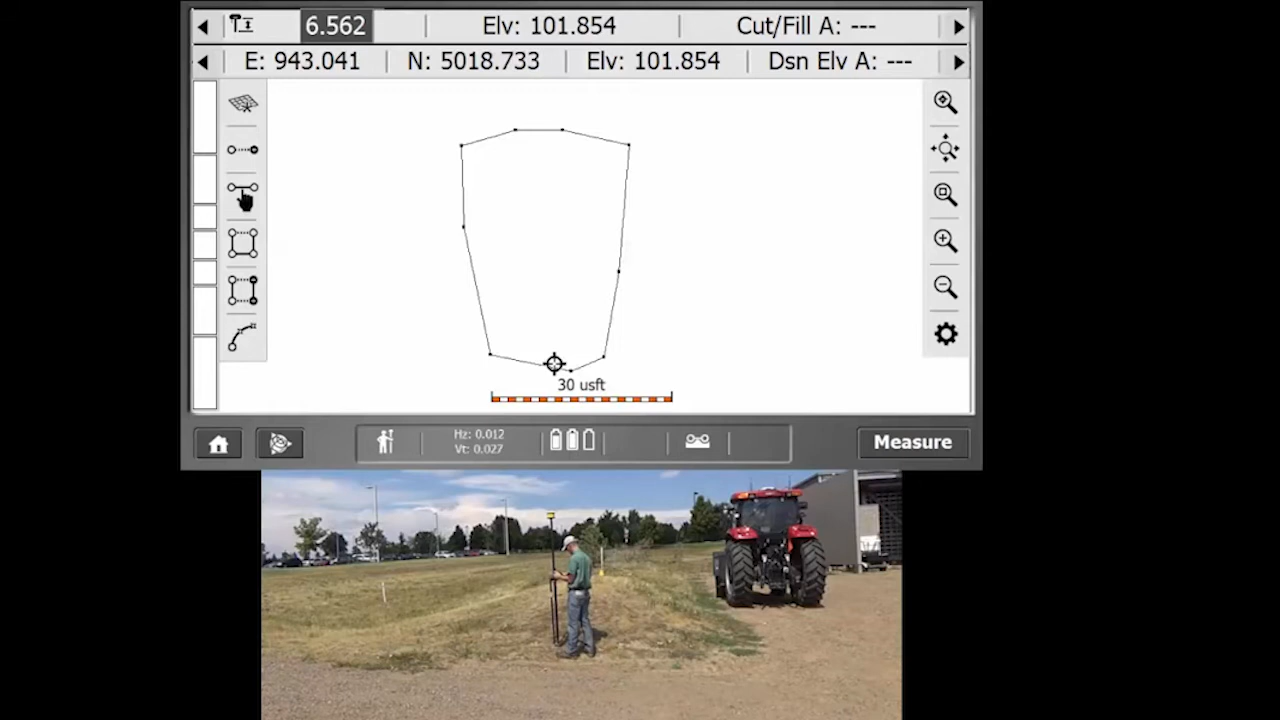 6.562 Elv: 101.854 Cut/Fill A: ---
E: 943.041 N: 5018.733 Elv: 101.854 Dsn Elv A: ---
30 usft
Hz: 0.012
Vt: 0.027
Measure